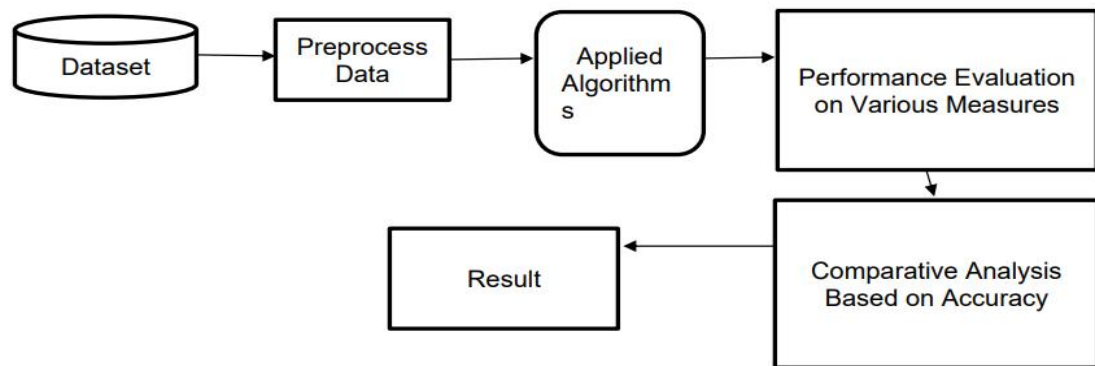 Dataset
Preprocess
Data
Applied
Algorithm
s
Performance Evaluation
on Various Measures
Comparative Analysis
Based on Accuracy
Result